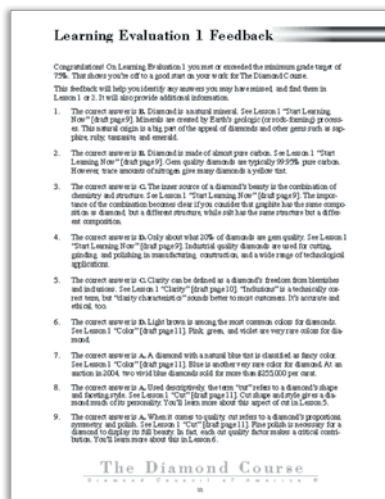 Learning Evaluation 1 Feedback
Congratulations! On Learning Evaluation 1 you met or exceeded the minimum grade target of
75%. This shows you're off to a good start on your work for The Diamond Course.
This feedback will help you identify any answers you may have missed, and find them in
Lesson 1 or 2. It will also provide additional information.
1. The correct answer is B. Diamond is a natural mineral. See Lesson 1 "Start Learning
Now" [draft page 9]. Minerals are created by Earth's geologic (or rock-forming) process-
es. This natural origin is a big part of the appeal of diamonds and other gems such as sap-
phire, ruby, tanzanite, and emerald.
2. The correct answer is B. Diamond is made of almost pure carbon. See Lesson 1 "Start
Learning Now" [draft page 9]. Gem quality diamonds are typically 99.95% pure carbon.
However, trace amounts of nitrogen give many diamonds a yellow tint.
3. The correct answer is C. The inner source of a diamond's beauty is the combination of
chemistry and structure. See Lesson 1 "Start Learning Now" [draft page 9]. The impor-
tance of the combination becomes clear if you consider that graphite has the same compo-
sition as diamond, but a different structure, while salt has the same structure but a differ-
ent composition.
4. The correct answer is D. Only about what 20% of diamonds are gem quality. See Lesson 1
"Start Learning Now" [draft page 9]. Industrial quality diamonds are used for cutting,
grinding, and polishing in manufacturing, construction, and a wide range of technological
applications.
5. The correct answer is C. Clarity can be defined as a diamond's freedom from blemishes
and inclusions. See Lesson 1 "Clarity" [draft page 10]. "Inclusions" is a technically cor-
rect term, but "clarity characteristics" sounds better to most customers. It's accurate and
ethical, too.
6. The correct answer is D. Light brown is among the most common colors for diamonds.
See Lesson 1 "Color" [draft page 11]. Pink, green, and violet are very rare colors for dia-
mond.
7. The correct answer is A. A diamond with a natural blue tint is classified as fancy color.
See Lesson 1 "Color" [draft page 11]. Blue is another very rare color for diamond. At an
auction in 2004, two vivid blue diamonds sold for more than $255,000 per carat.
8. The correct answer is A. Used descriptively, the term "cut" refers to a diamond's shape
and faceting style. See Lesson 1 "Cut" [draft page 11]. Cut shape and style gives a dia-
mond much of its personality. You'll learn more about this aspect of cut in Lesson 5.
9. The correct answer is A. When it comes to quality, cut refers to a diamond's proportions,
symmetry, and polish. See Lesson 1 "Cut" [draft page 11]. Fine polish is necessary for a
diamond to display its full beauty. In fact, each cut quality factor makes a critical contri-
bution. You'll learn more about this in Lesson 6.
The Diamond Course
Diamond Council of America